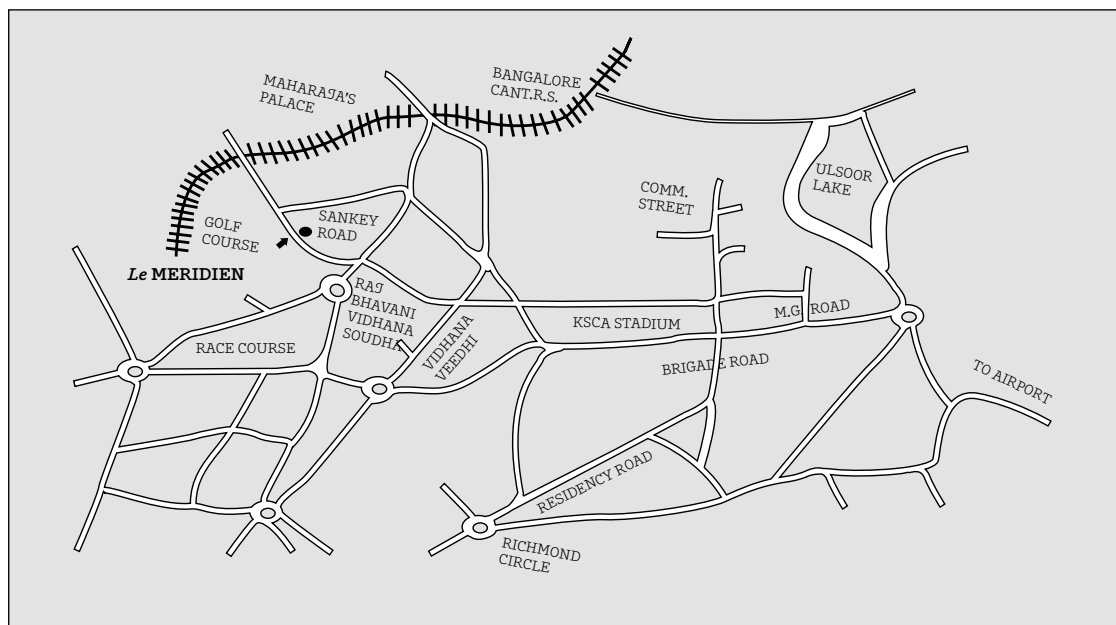 MAHARAJA'S
PALACE
BANGALORE
CANT.R.S.
ULSOOR
LAKE
COMM.
STREET
GOLF
COURSE
SANKEY
ROAD
Le MERIDIEN
RAJ
BHAVANI
VIDHANA
SOUDHA
VIDHANA
VEEDHI
KSCA STADIUM
M.G. ROAD
RACE COURSE
BRIGADE ROAD
TO AIRPORT
RESIDENCY ROAD
RICHMOND
CIRCLE